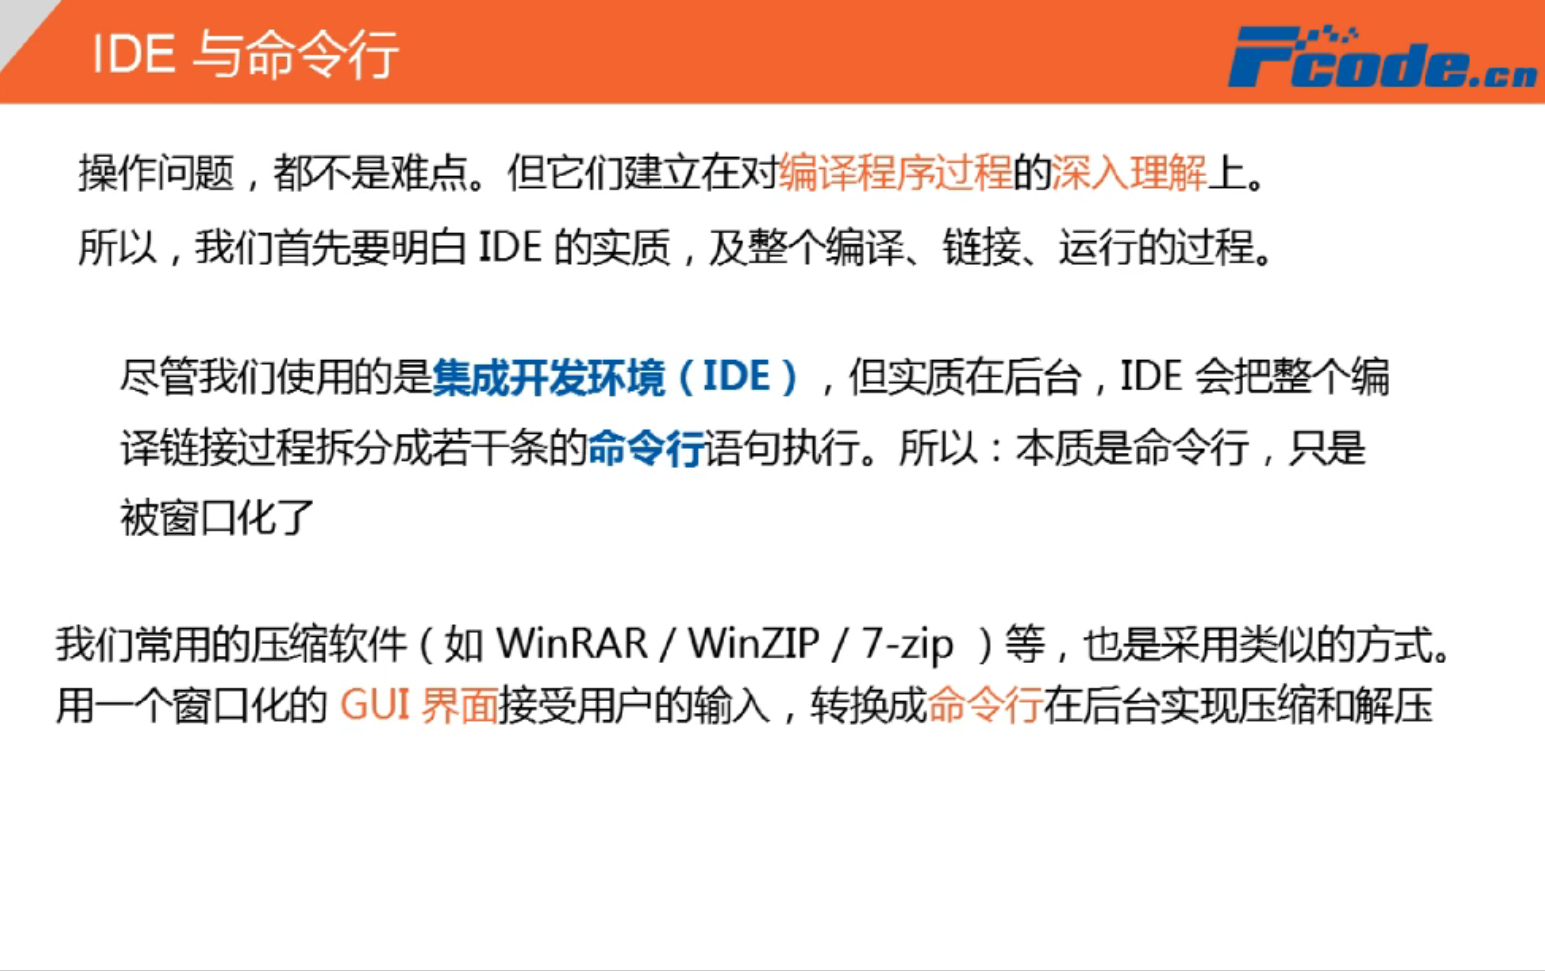 IDE 与命令行
Fcode.cn
操作问题，都不是难点。但它们建立在对编译程序过程的深入理解上。
所以，我们首先要明白 IDE 的实质，及整个编译、链接、运行的过程。
尽管我们使用的是集成开发环境（IDE），但实质在后台，IDE 会把整个编
译链接过程拆分成若干条的命令行语句执行。所以：本质是命令行，只是
被窗口化了
我们常用的压缩软件（如 WinRAR / WinZIP / 7-zip ）等，也是采用类似的方式。
用一个窗口化的 GUI 界面接受用户的输入，转换成命令行在后台实现压缩和解压